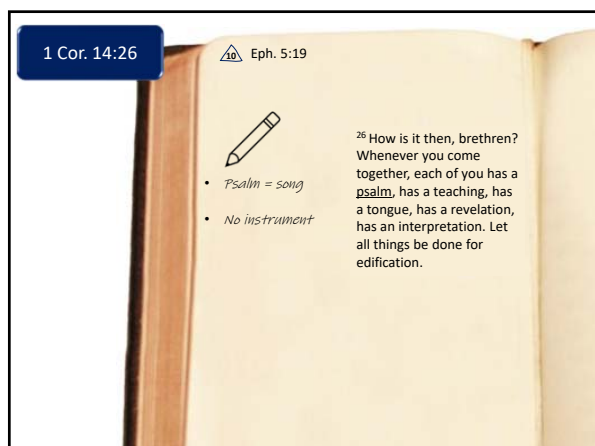 1 Cor. 14:26
10 Eph. 5:19
• Psalm = song
• No instrument
26 How is it then, brethren?
Whenever you come
together, each of you has a
psalm, has a teaching, has
a tongue, has a revelation,
has an interpretation. Let
all things be done for
edification.